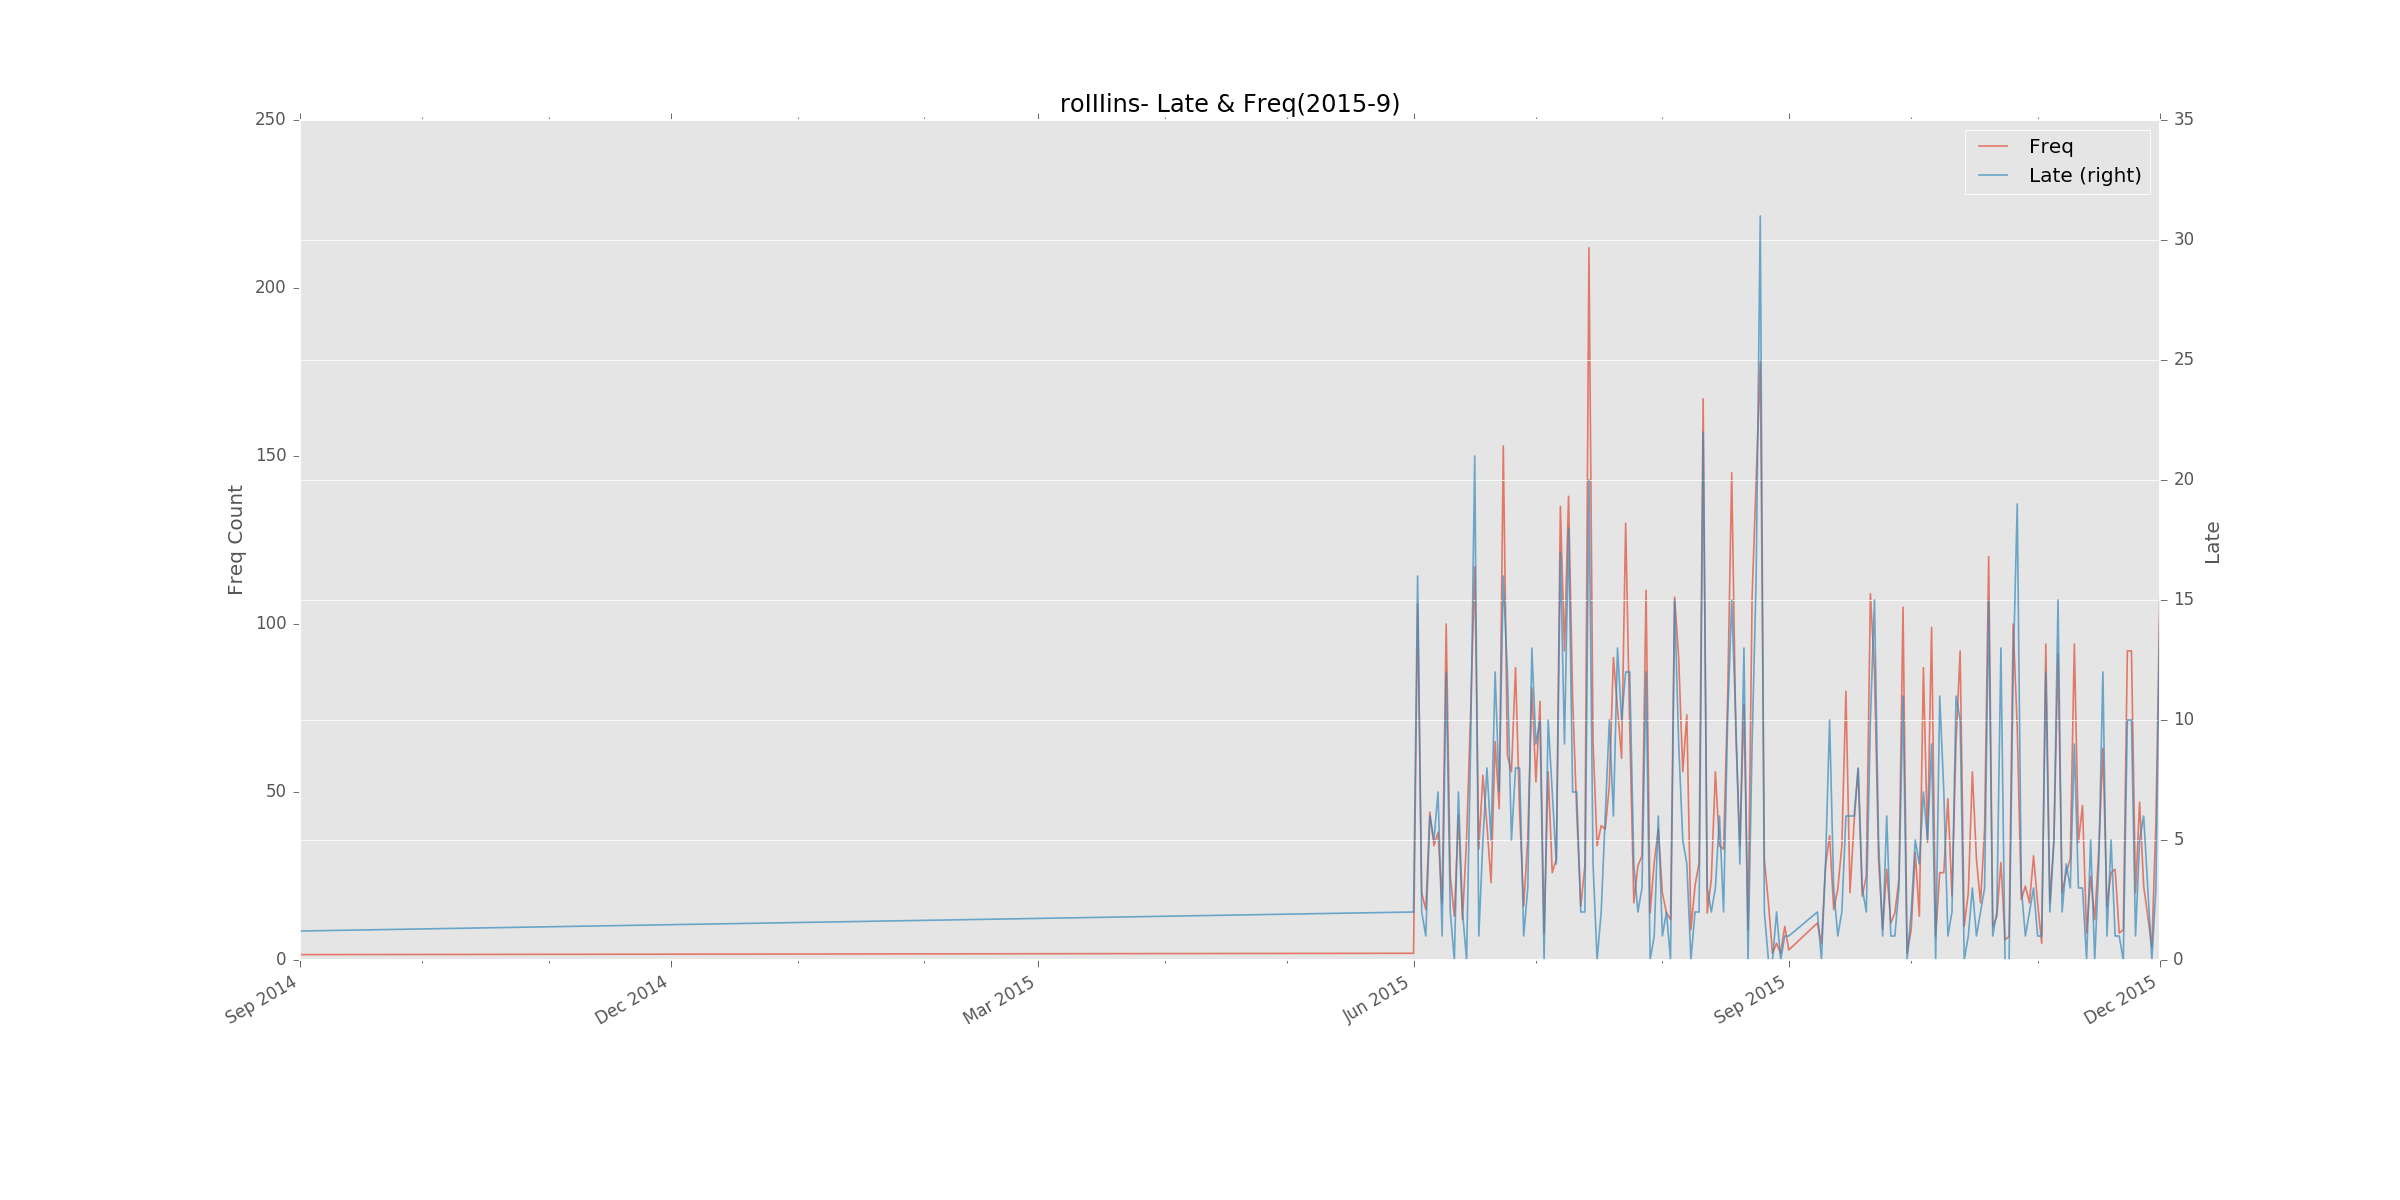 rolllins- Late & Freq(2015-9)
250
200
150
100
50
0
Freq Count
35
30
25
20
15
10
5
0
Late
Freq
Late (right)
Sep 2014
Dec 2014
Mar 2015
Jun 2015
Sep 2015
Dec 2015